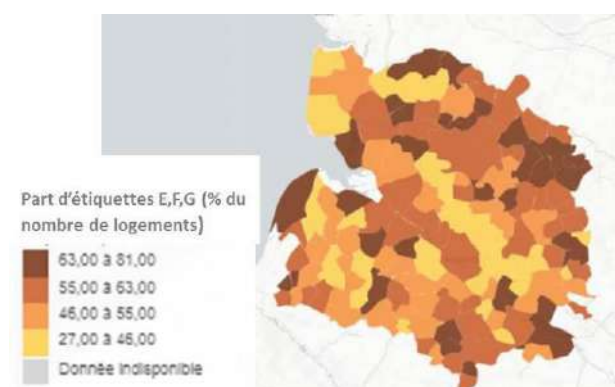 Part d'étiquettes E,F,G (% du
nombre de logements)
63,00 à 81,00
55,00 à 63,00
46,00 à 55,00
27,00 à 46,00
Donnée indisponible